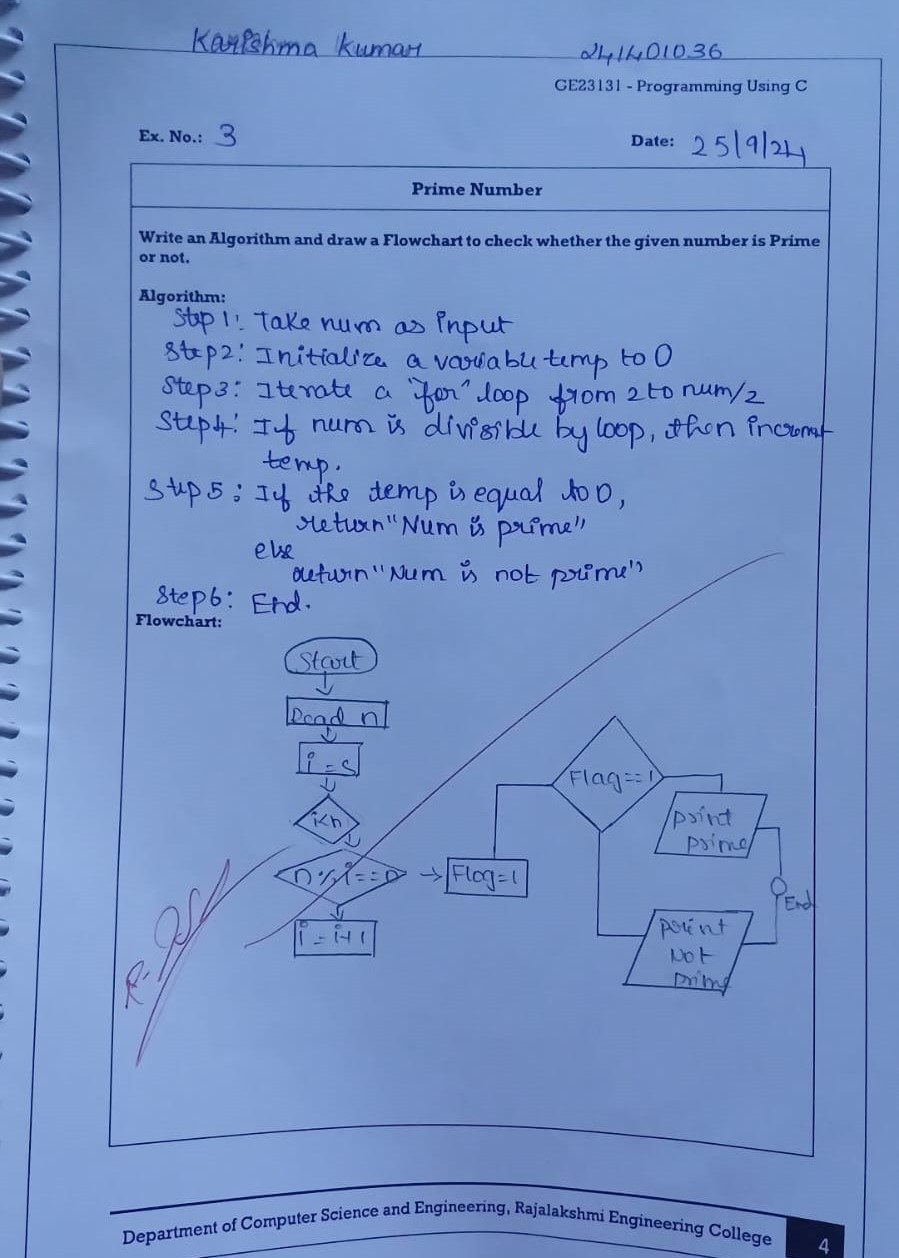 Karishma Kumar
241401036
GE23131 - Programming Using C
Ex. No.: 3
Date: 25/9/24
Prime Number
Write an Algorithm and draw a Flowchart to check whether the given number is Prime
or not.
Algorithm:
Step 1: Take num as input
Step2: Initialize a variable temp to 0
Step3: Iterate a "for" loop from 2 to num/2
Step4: If num is divisible by loop, then increment
temp.
Step 5: If the temp is equal to 0,
return "Num is prime"
else
return "Num is not prime"
Step6: End.
Flowchart:
Start
Read n
i =
i<n
n%i==0
i = i+1
Flag=1
Flag==1
print
prime
End
print
Not
prime
Department of Computer Science and Engineering, Rajalakshmi Engineering College
4